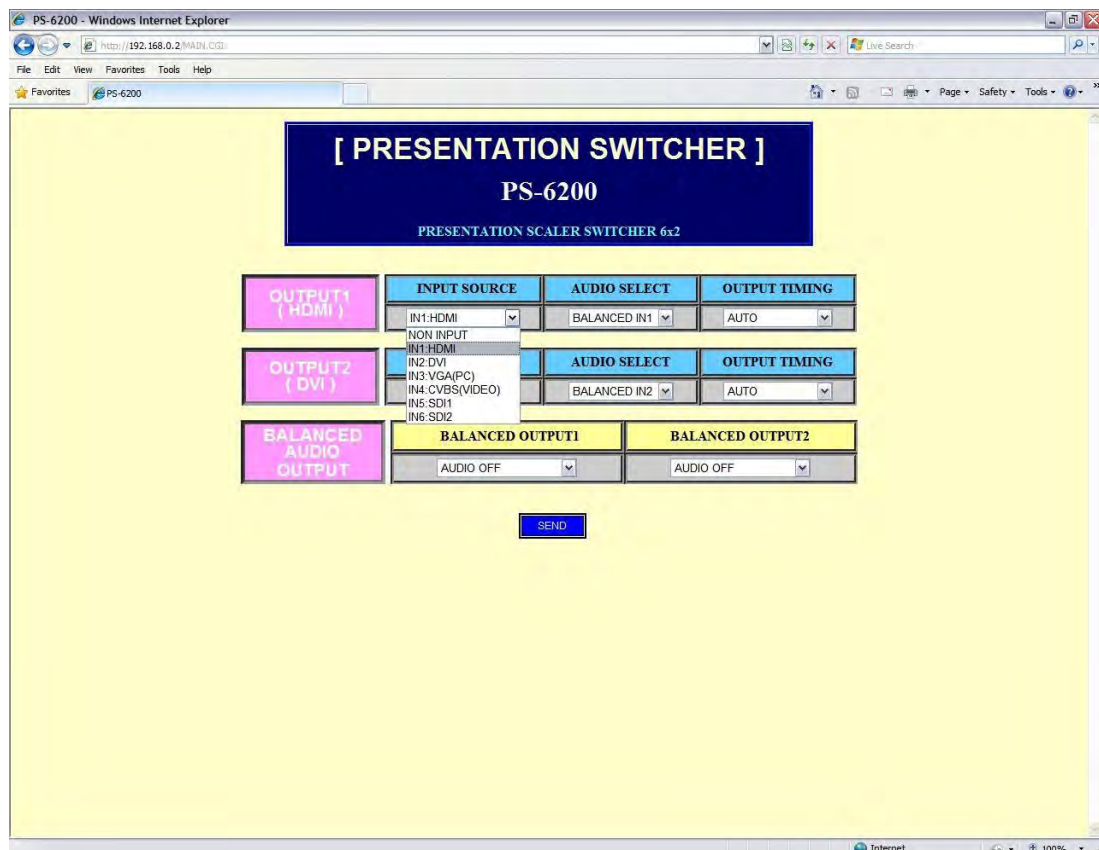 PS-6200 - Windows Internet Explorer
http://192.168.0.2/MAIN.CGI
Live Search
File Edit View Favorites Tools Help
Favorites PS-6200 Page Safety Tools
[ PRESENTATION SWITCHER ]
PS-6200
PRESENTATION SCALER SWITCHER 6x2
OUTPUT1
( HDMI )
INPUT SOURCE AUDIO SELECT OUTPUT TIMING
IN1:HDMI BALANCED IN1 AUTO
NON INPUT
IN1:HDMI
IN2:DVI
IN3:VGA(PC)
IN4:CVBS(VIDEO)
IN5:SDI1
IN6:SDI2
OUTPUT2
( DVI )
AUDIO SELECT OUTPUT TIMING
BALANCED IN2 AUTO
BALANCED
AUDIO
OUTPUT
BALANCED OUTPUT1 BALANCED OUTPUT2
AUDIO OFF AUDIO OFF
SEND
Internet 100%